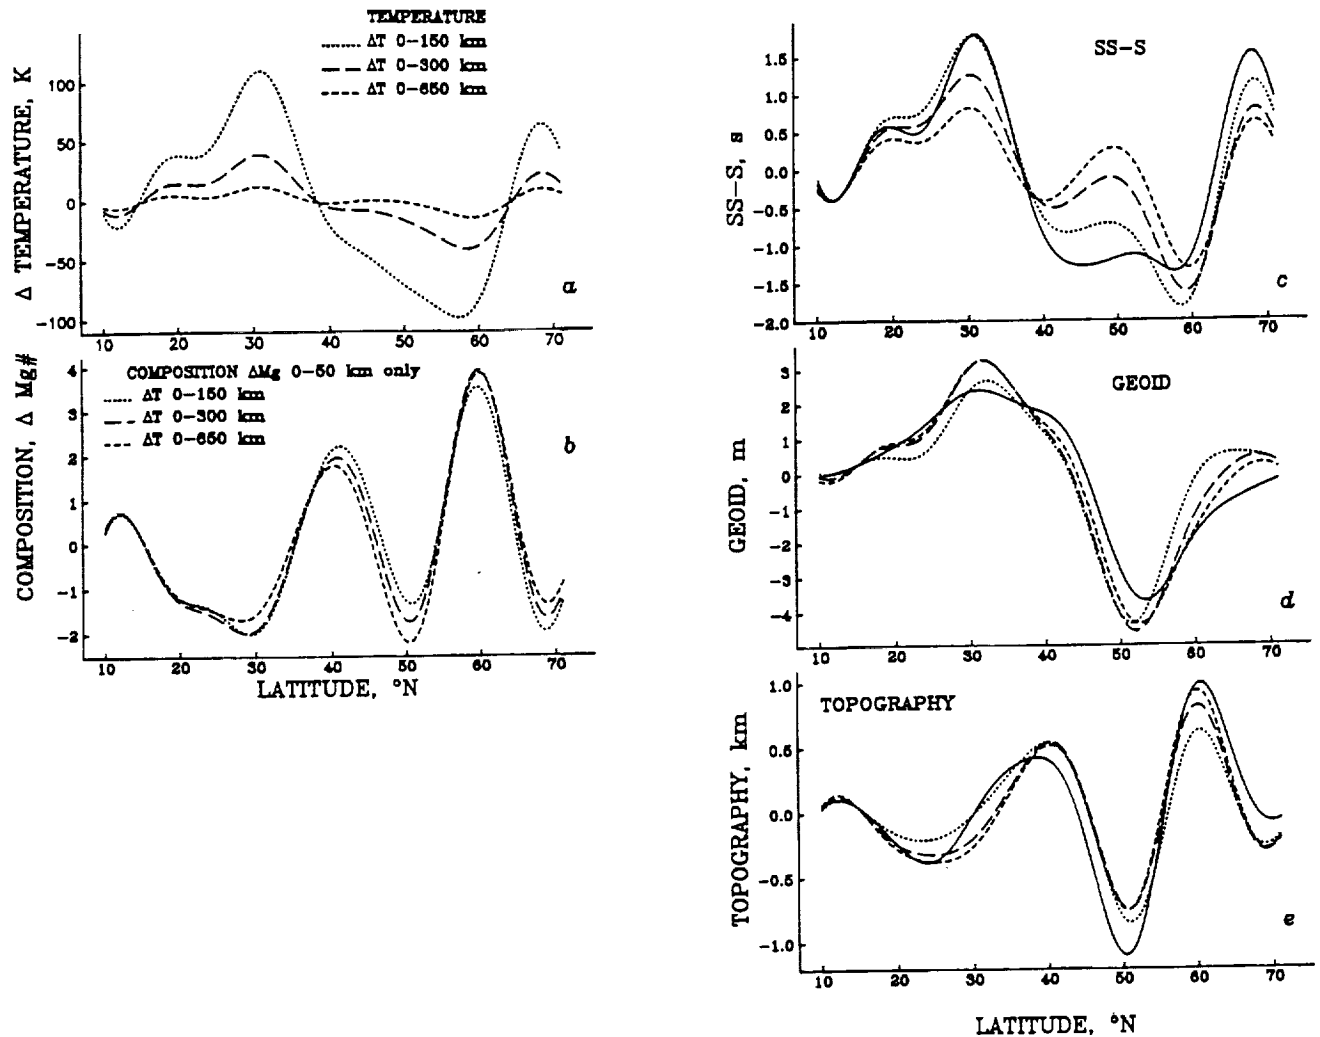 TEMPERATURE
ΔT 0-150 km
ΔT 0-300 km
ΔT 0-650 km
Δ TEMPERATURE, K
100
50
0
-50
-100
a
10 20 30 40 50 60 70
COMPOSITION ΔMg 0-50 km only
ΔT 0-150 km
ΔT 0-300 km
ΔT 0-650 km
COMPOSITION, Δ Mg#
4
3
2
1
0
-1
-2
b
10 20 30 40 50 60 70
LATITUDE, °N
SS-S
SS-S, s
1.5
1.0
0.5
0.0
-0.5
-1.0
-1.5
-2.0
c
10 20 30 40 50 60 70
GEOID
GEOID, m
3
2
1
0
-1
-2
-3
-4
d
10 20 30 40 50 60 70
TOPOGRAPHY
TOPOGRAPHY, km
1.0
0.5
0.0
-0.5
-1.0
e
10 20 30 40 50 60 70
LATITUDE, °N